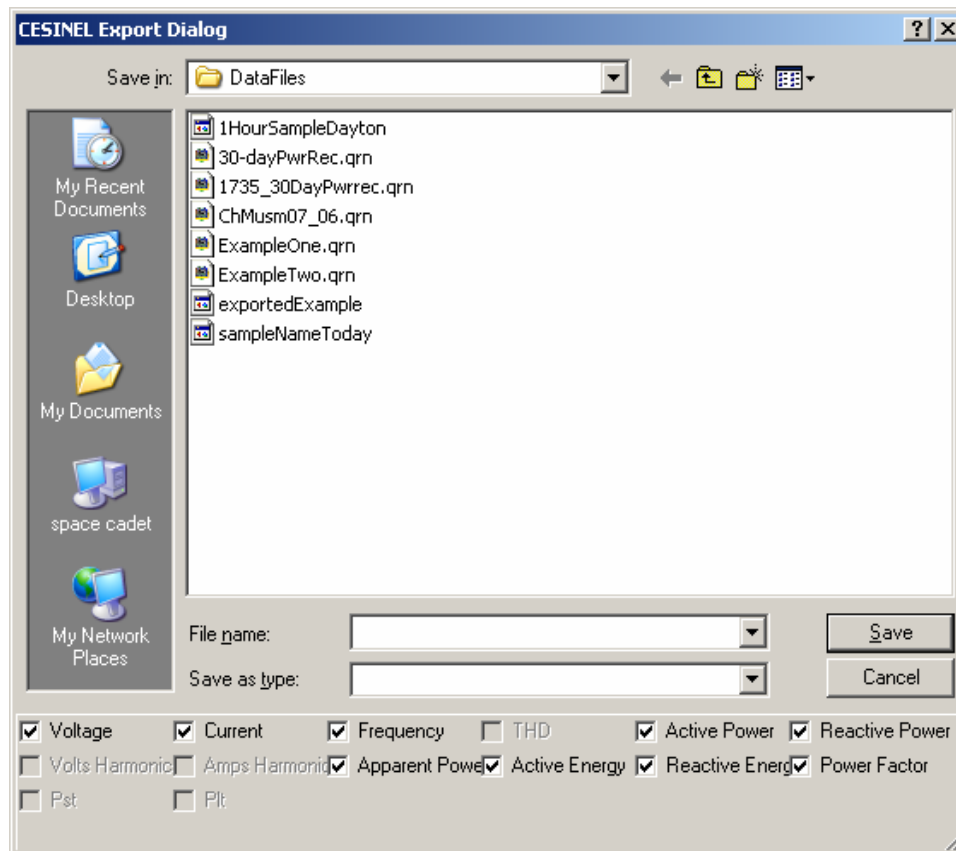 CESINEL Export Dialog
Save in:
DataFiles
My Recent
Documents
Desktop
My Documents
space cadet
My Network
Places
1HourSampleDayton
30-dayPwrRec.qrn
1735_30DayPwrrec.qrn
ChMusm07_06.qrn
ExampleOne.qrn
ExampleTwo.qrn
exportedExample
sampleNameToday
File name:
Save
Save as type:
Cancel
Voltage Current Frequency THD Active Power Reactive Power
Volts Harmonic Amps Harmonic Apparent Powe Active Energy Reactive Energ Power Factor
Pst Plt